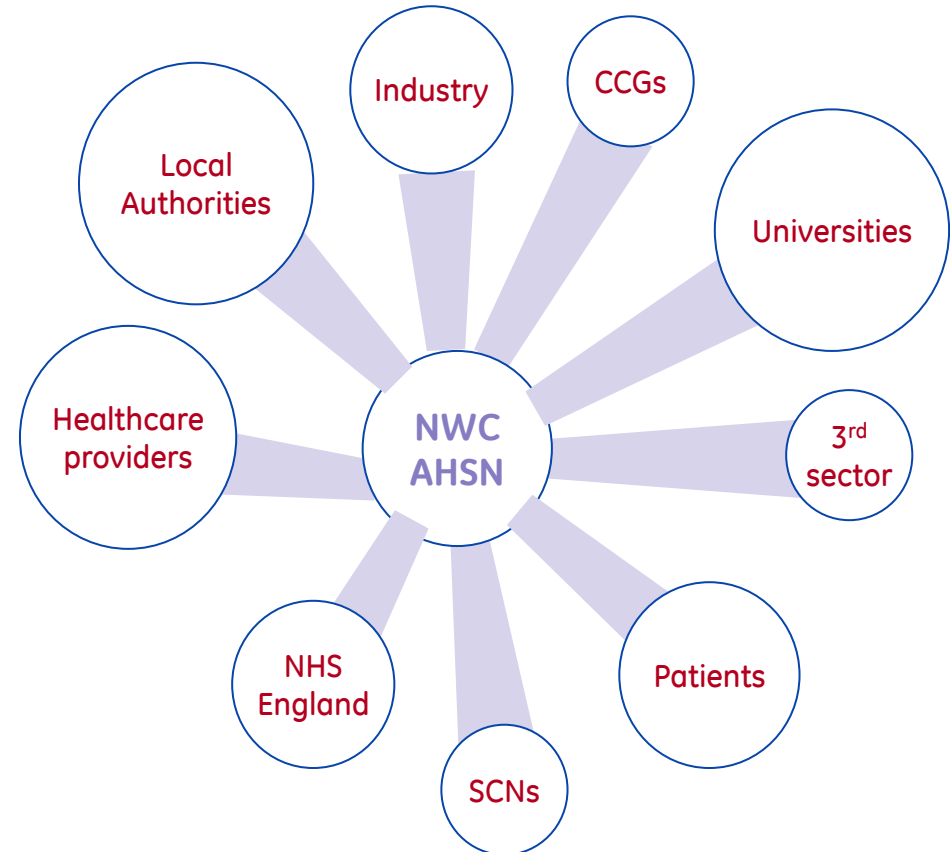 Industry
CCGs
Local
Authorities
Universities
Healthcare
providers
NWC
AHSN
3rd
sector
NHS
England
Patients
SCNs